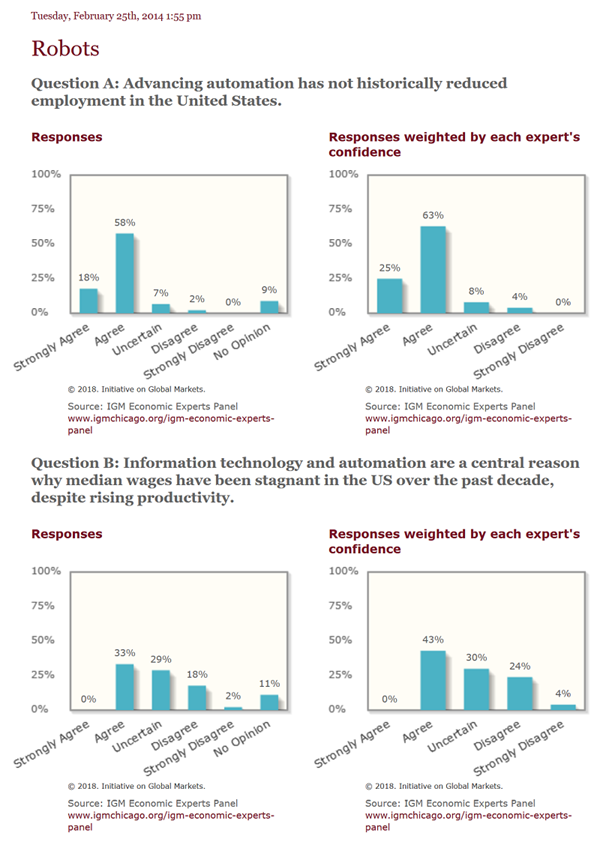 Tuesday, February 25th, 2014 1:55 pm
Robots
Question A: Advancing automation has not historically reduced
employment in the United States.
Responses
100%
75%
50%
25%
0%
18%
58%
7%
2%
0%
9%
Strongly Agree
Agree
Uncertain
Disagree
Strongly Disagree
No Opinion
© 2018. Initiative on Global Markets.
Source: IGM Economic Experts Panel
www.igmchicago.org/igm-economic-experts-
panel
Responses weighted by each expert's
confidence
100%
75%
50%
25%
0%
25%
63%
8%
4%
0%
Strongly Agree
Agree
Uncertain
Disagree
Strongly Disagree
© 2018. Initiative on Global Markets.
Source: IGM Economic Experts Panel
www.igmchicago.org/igm-economic-experts-
panel
Question B: Information technology and automation are a central reason
why median wages have been stagnant in the US over the past decade,
despite rising productivity.
Responses
100%
75%
50%
25%
0%
0%
33%
29%
18%
2%
11%
Strongly Agree
Agree
Uncertain
Disagree
Strongly Disagree
No Opinion
© 2018. Initiative on Global Markets.
Source: IGM Economic Experts Panel
www.igmchicago.org/igm-economic-experts-
panel
Responses weighted by each expert's
confidence
100%
75%
50%
25%
0%
0%
43%
30%
24%
4%
Strongly Agree
Agree
Uncertain
Disagree
Strongly Disagree
© 2018. Initiative on Global Markets.
Source: IGM Economic Experts Panel
www.igmchicago.org/igm-economic-experts-
panel